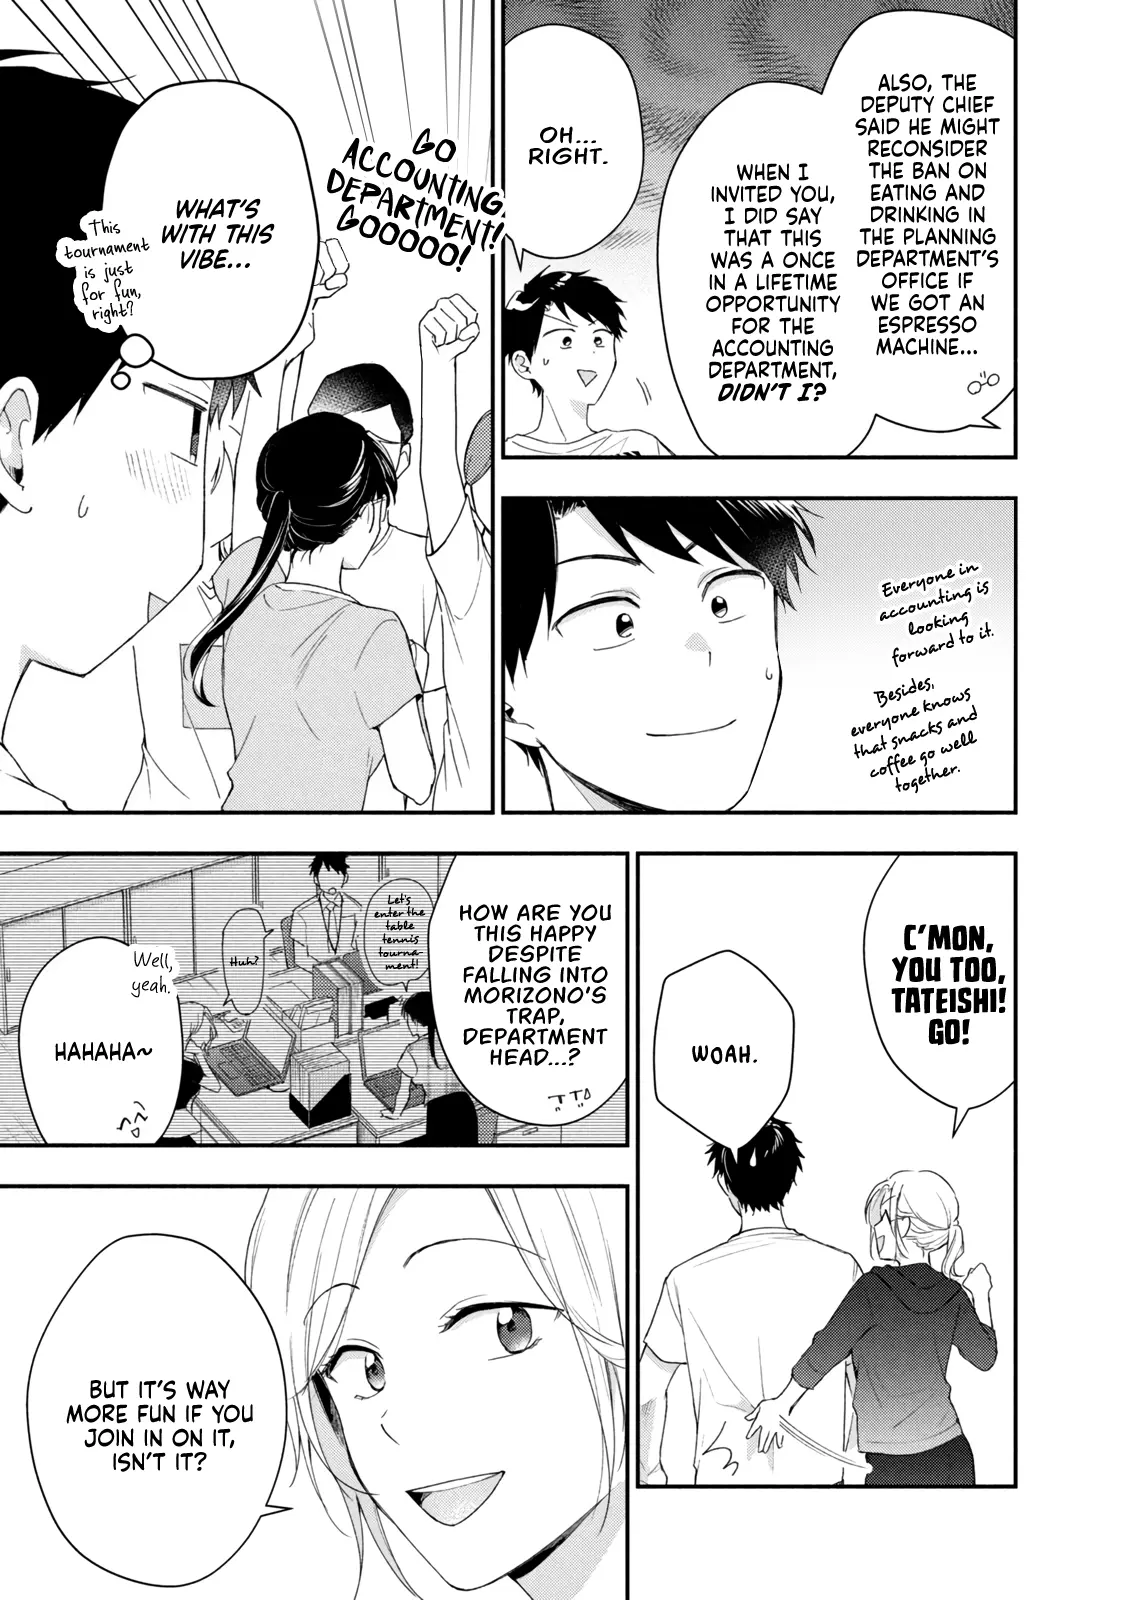 ALSO, THE
DEPUTY CHIEF
SAID HE MIGHT
RECONSIDER
THE BAN ON
EATING AND
DRINKING IN
THE PLANNING
DEPARTMENT'S
OFFICE IF
WE GOT AN
ESPRESSO
MACHINE...
WHEN I
INVITED YOU,
I DID SAY
THAT THIS
WAS A ONCE
IN A LIFETIME
OPPORTUNITY
FOR THE
ACCOUNTING
DEPARTMENT,
DIDN'T I?
OH...
RIGHT.
Everyone in
accounting is
looking
forward to it.
Besides,
everyone knows
that snacks and
coffee go well
together.
GO
ACCOUNTING
DEPARTMENT!
GOOOOO!
WHAT'S
WITH THIS
VIBE...
This
tournament
is just
for fun,
right?
C'MON,
YOU TOO,
TATEISHI!
GO!
WOAH.
HOW ARE YOU
THIS HAPPY
DESPITE
FALLING INTO
MORIZONO'S
TRAP,
DEPARTMENT
HEAD...?
Let's
enter the
table
tennis
tourna-
ment!
Huh?
Well,
yeah.
HAHAHA~
BUT IT'S WAY
MORE FUN IF YOU
JOIN IN ON IT,
ISN'T IT?